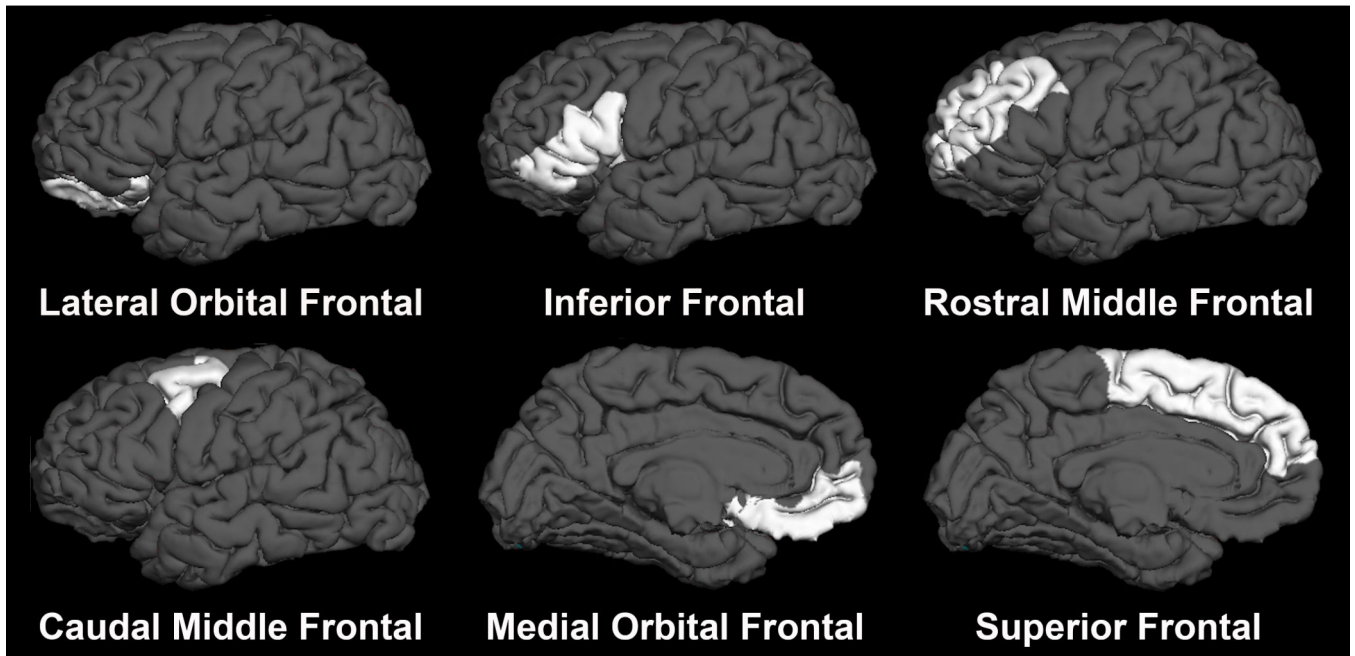 Lateral Orbital Frontal
Inferior Frontal
Rostral Middle Frontal
Caudal Middle Frontal
Medial Orbital Frontal
Superior Frontal